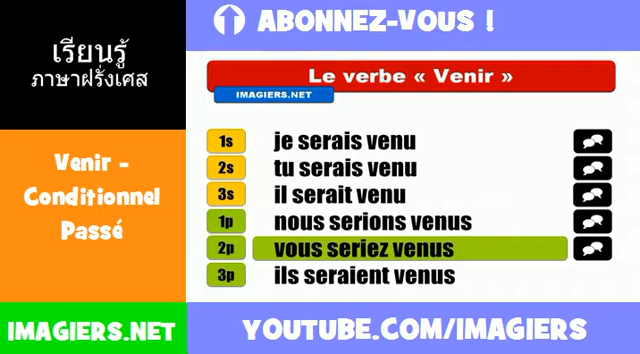 เรียนรู้
ภาษาฝรั่งเศส
Venir -
Conditionnel
Passé
IMAGIERS.NET
ABONNEZ-VOUS !
Le verbe « Venir »
IMAGIERS.NET
1s je serais venu
2s tu serais venu
3s il serait venu
1p nous serions venus
2p vous seriez venus
3p ils seraient venus
YOUTUBE.COM/IMAGIERS